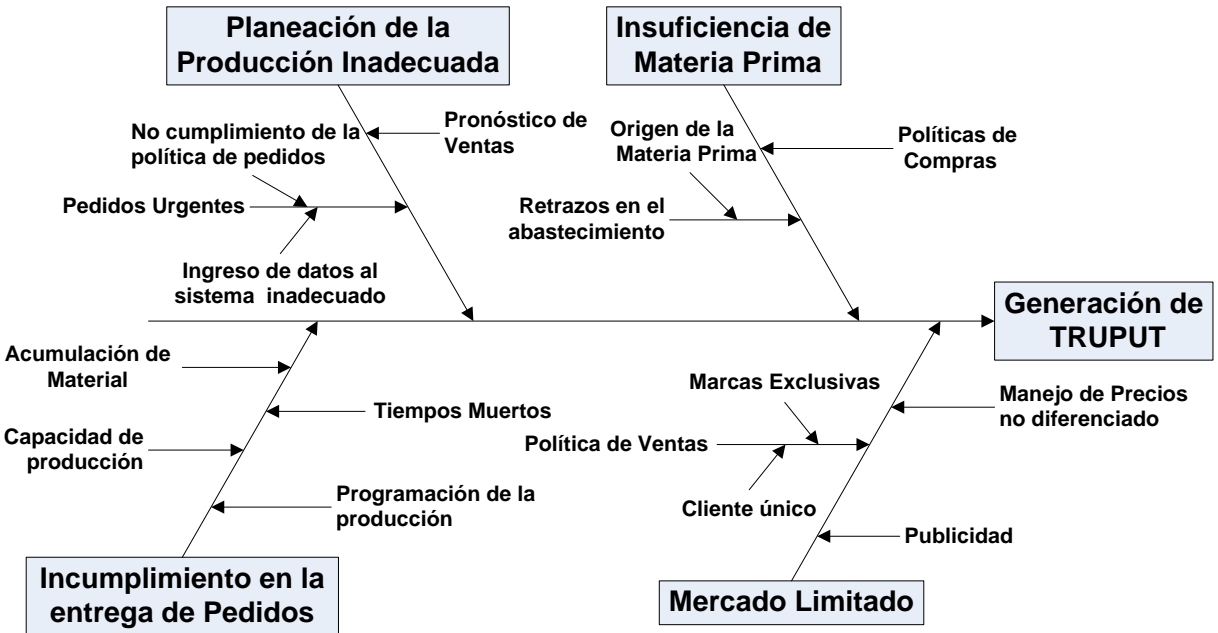 Planeación de la
Producción Inadecuada
Insuficiencia de
Materia Prima
No cumplimiento de la
política de pedidos
Pronóstico de
Ventas
Pedidos Urgentes
Ingreso de datos al
sistema inadecuado
Origen de la
Materia Prima
Políticas de
Compras
Retrazos en el
abastecimiento
Generación de
TRUPUT
Acumulación de
Material
Tiempos Muertos
Capacidad de
producción
Programación de la
producción
Incumplimiento en la
entrega de Pedidos
Marcas Exclusivas
Manejo de Precios
no diferenciado
Política de Ventas
Cliente único
Publicidad
Mercado Limitado